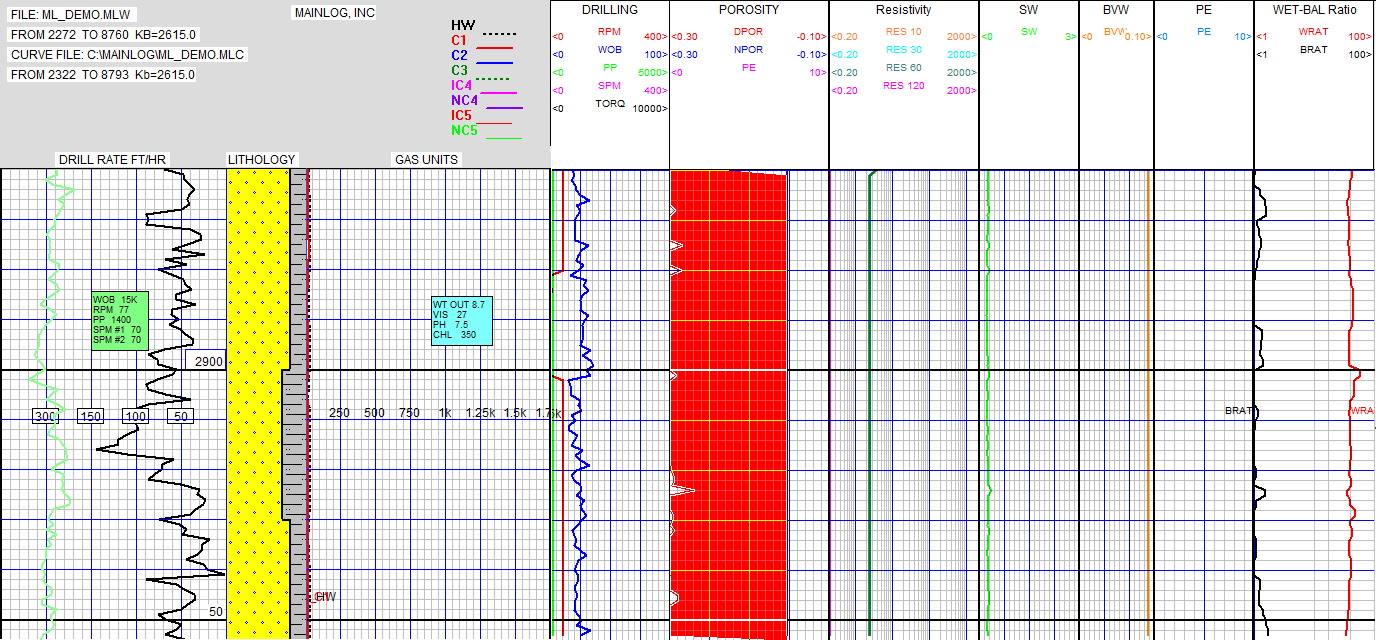 FILE: ML_DEMO.MLW
FROM 2272 TO 8760 KB=2615.0
CURVE FILE: C:\MAINLOG\ML_DEMO.MLC
FROM 2322 TO 8793 Kb=2615.0
MAINLOG, INC
HW
C1
C2
C3
IC4
NC4
IC5
NC5
DRILL RATE FT/HR
LITHOLOGY
GAS UNITS
DRILLING
<0 RPM 400>
<0 WOB 100>
<0 PP 5000>
<0 SPM 400>
<0 TORQ 10000>
POROSITY
<0.30 DPOR -0.10>
<0.30 NPOR -0.10>
<0 PE 10>
Resistivity
<0.20 RES 10 2000>
<0.20 RES 30 2000>
<0.20 RES 60 2000>
<0.20 RES 120 2000>
SW
<0 SW 3>
BVW
<0 BVW 0.10>
PE
<0 PE 10>
WET-BAL Ratio
<1 WRAT 100>
<1 BRAT 100>
WOB 15K
RPM 77
PP 1400
SPM #1 70
SPM #2 70
WT OUT 8.7
VIS 27
PH 7.5
CHL 350
2900
300 150 100 50
250 500 750 1k 1.25k 1.5k
BRAT
WRA
HW
50